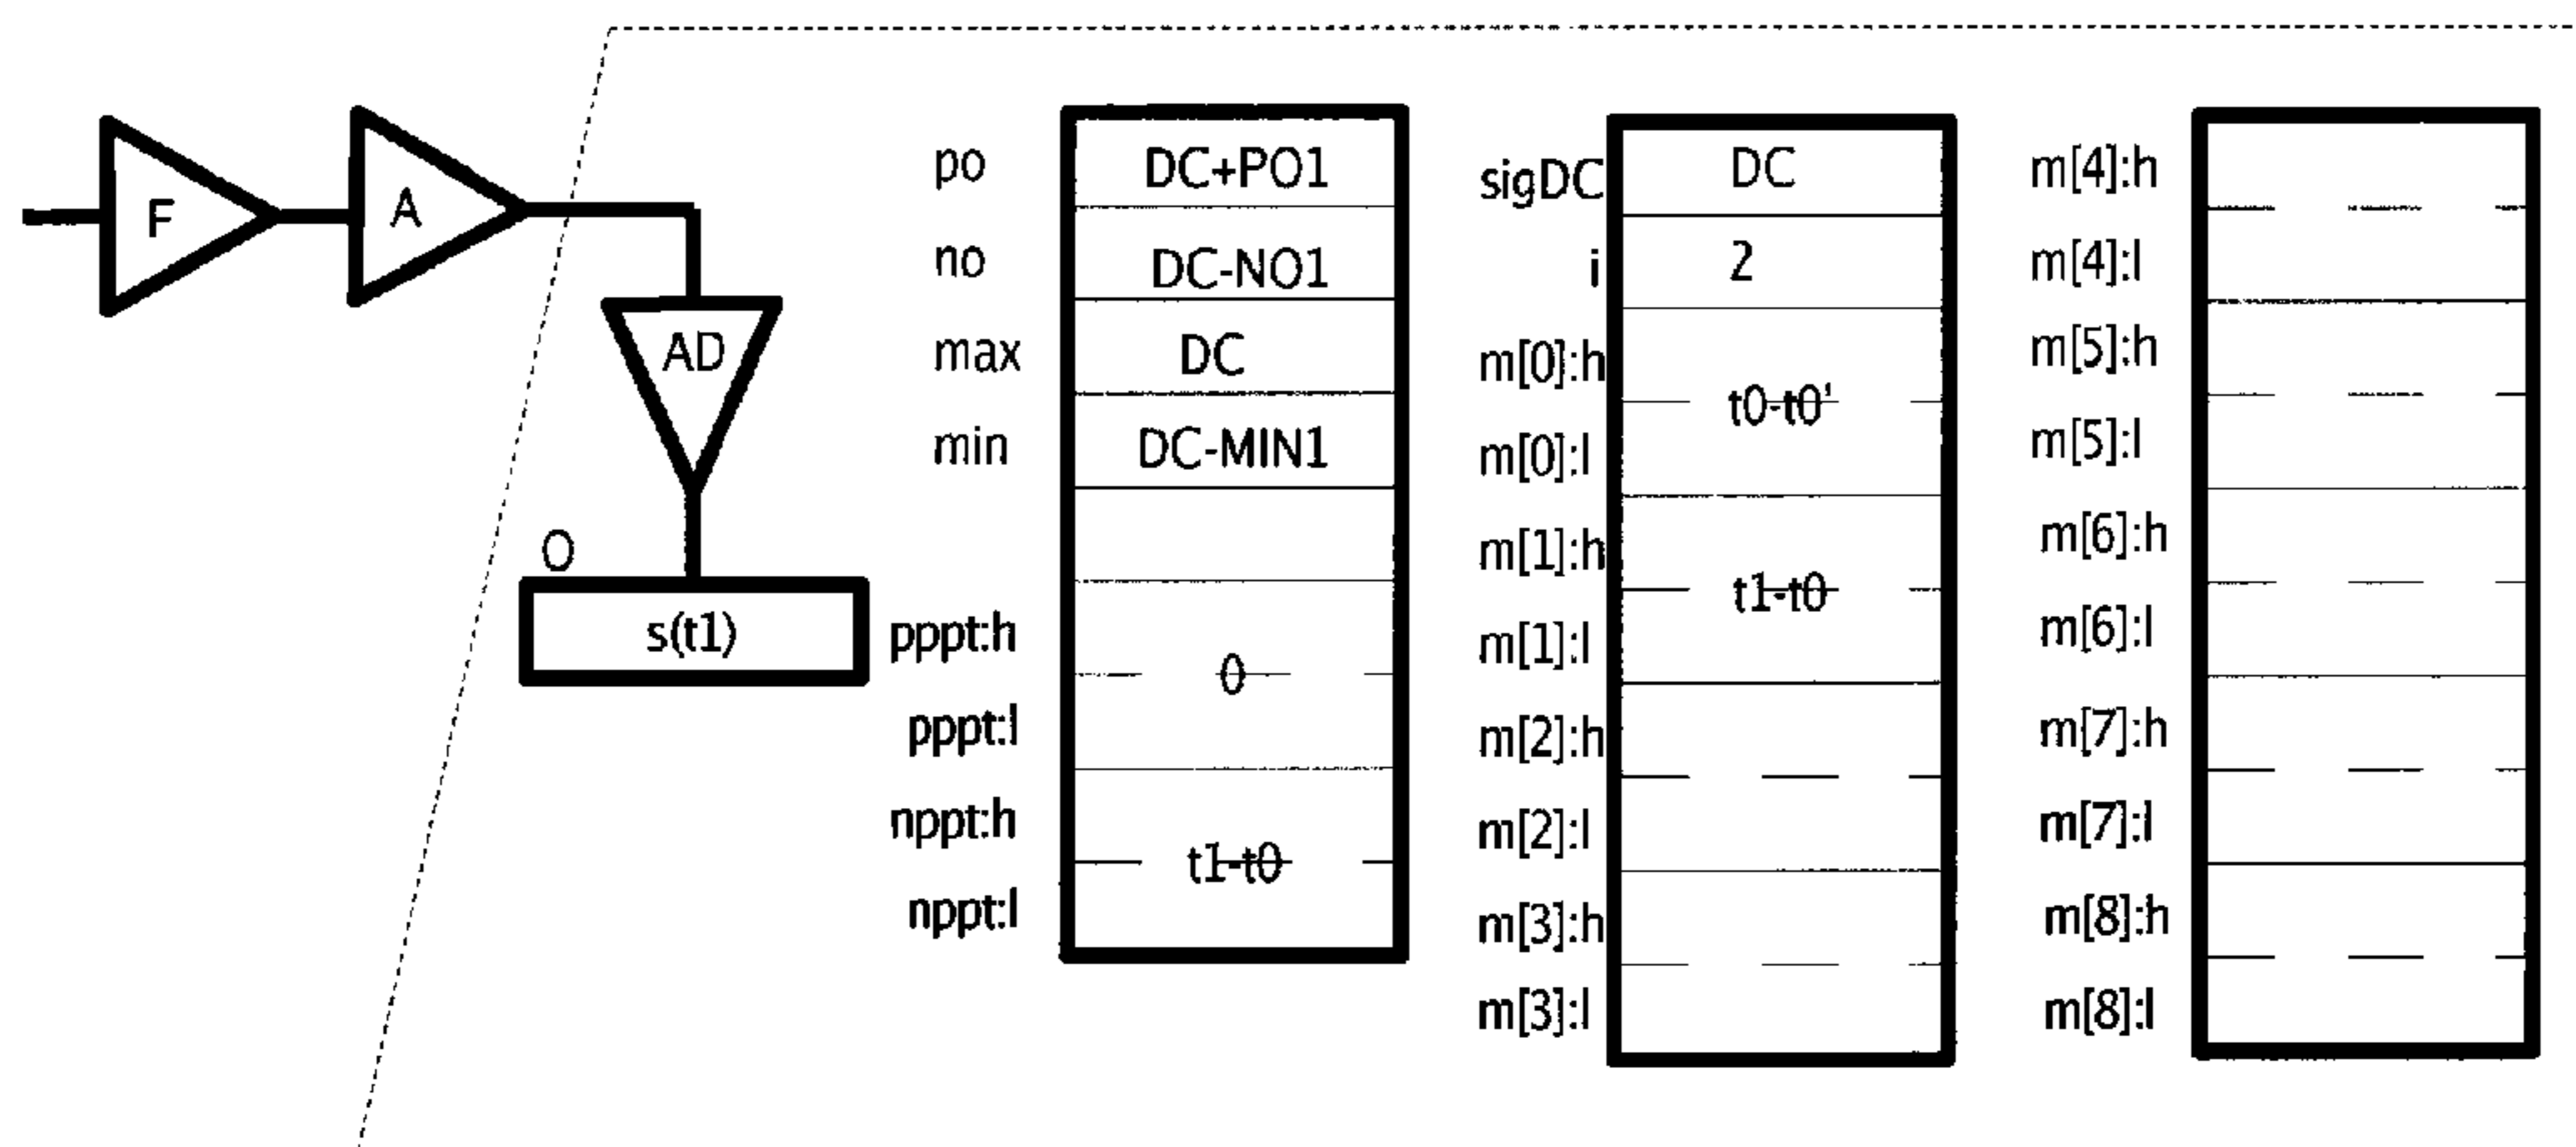 F
A
AD
O
s(t1)
po
DC+PO1
no
DC-NO1
max
DC
min
DC-MIN1
pppt:h
0
pppt:l
nppt:h
t1-t0
nppt:l
sigDC
DC
i
2
m[0]:h
t0-t0'
m[0]:l
m[1]:h
t1-t0
m[1]:l
m[2]:h
m[2]:l
m[3]:h
m[3]:l
m[4]:h
m[4]:l
m[5]:h
m[5]:l
m[6]:h
m[6]:l
m[7]:h
m[7]:l
m[8]:h
m[8]:l